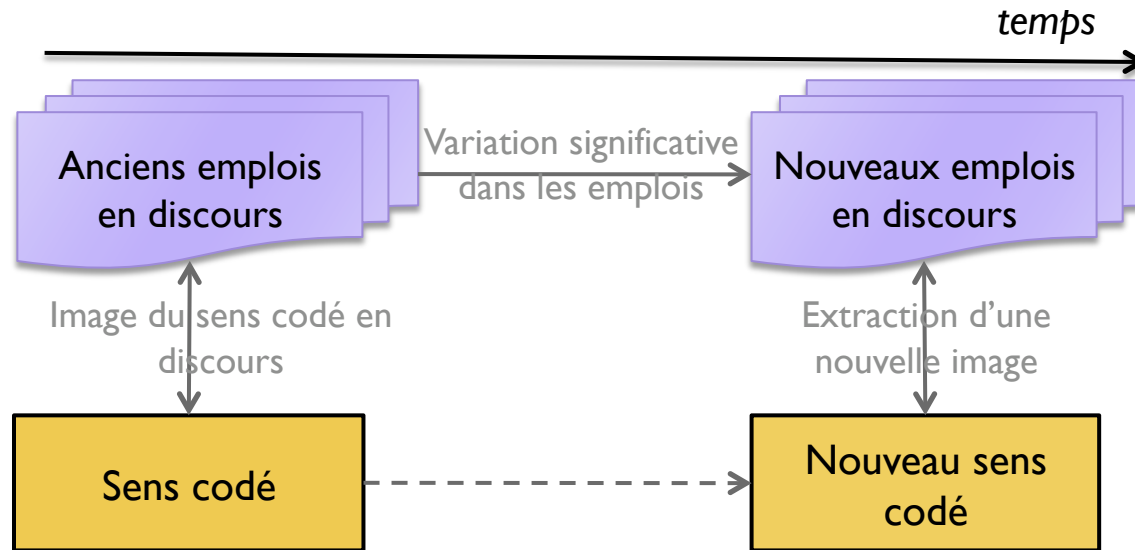 temps
Anciens emplois
en discours
Variation significative
dans les emplois
Nouveaux emplois
en discours
Image du sens codé en
discours
Extraction d’une
nouvelle image
Sens codé
Nouveau sens
codé